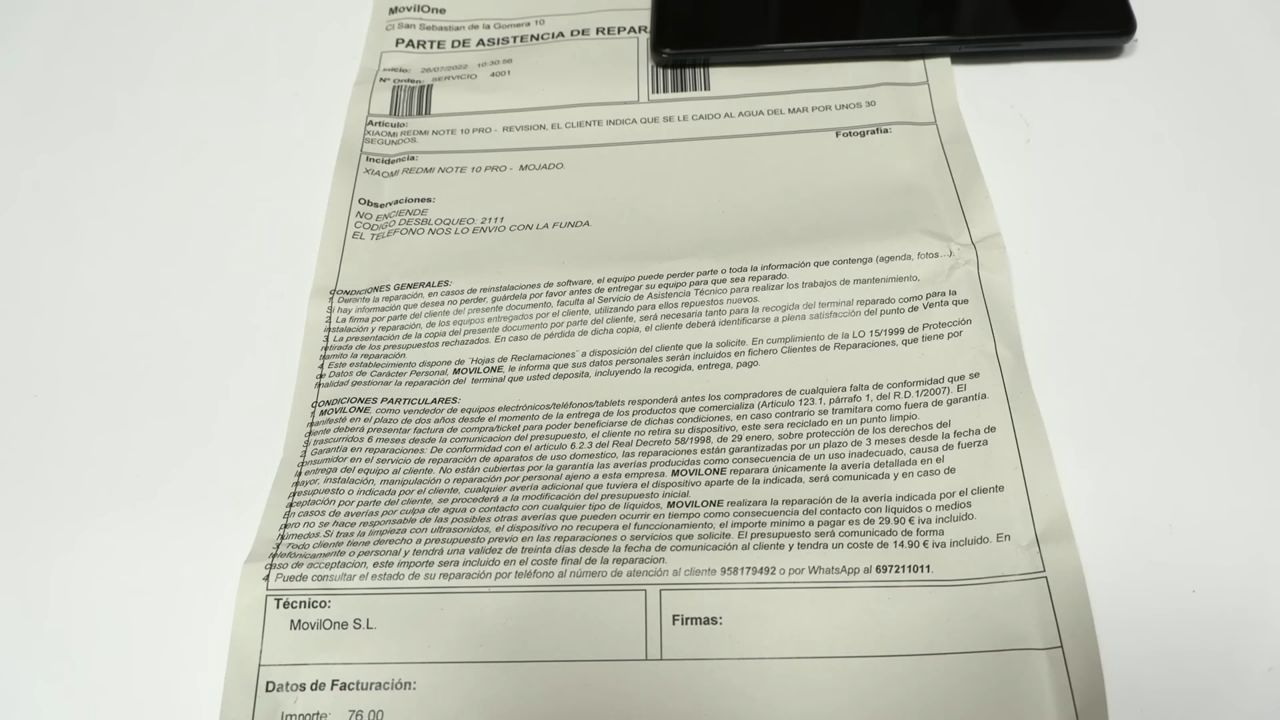 MovilOne
Cl San Sebastian de la Gomera 10
PARTE DE ASISTENCIA DE REPAR
Inicio: 26/07/2022 10:30:56
Nº Orden: SERVICIO 4001
Artículo:
XIAOMI REDMI NOTE 10 PRO - REVISION, EL CLIENTE INDICA QUE SE LE CAIDO AL AGUA DEL MAR POR UNOS 30
SEGUNDOS.
Fotografía:
Incidencia:
XIAOMI REDMI NOTE 10 PRO - MOJADO.
Observaciones:
NO ENCIENDE
CODIGO DESBLOQUEO: 2111
EL TELEFONO NOS LO ENVIO CON LA FUNDA.
CONDICIONES GENERALES:
1. Durante la reparación, en casos de reinstalaciones de software, el equipo puede perder parte o toda la información que contenga (agenda, fotos...).
Si hay información que desea no perder, guárdela por favor antes de entregar su equipo para que sea reparado.
2. La firma por parte del cliente del presente documento, faculta al Servicio de Asistencia Técnico para realizar los trabajos de mantenimiento,
instalación y reparación, de los equipos entregados por el cliente, utilizando para ellos repuestos nuevos.
3. La presentación de la copia del presente documento por parte del cliente, será necesaria tanto para la recogida del terminal reparado como para la
retirada de los presupuestos rechazados. En caso de pérdida de dicha copia, el cliente deberá identificarse a plena satisfacción del punto de Venta que
tramito la reparación.
4. Este establecimiento dispone de ¨Hojas de Reclamaciones¨ a disposición del cliente que la solicite. En cumplimiento de la LO 15/1999 de Protección
de Datos de Carácter Personal, MOVILONE, le informa que sus datos personales serán incluidos en fichero Clientes de Reparaciones, que tiene por
finalidad gestionar la reparación del terminal que usted deposita, incluyendo la recogida, entrega, pago.
CONDICIONES PARTICULARES:
1. MOVILONE, como vendedor de equipos electrónicos/teléfonos/tablets responderá antes los compradores de cualquiera falta de conformidad que se
manifesté en el plazo de dos años desde el momento de la entrega de los productos que comercializa (Articulo 123.1, párrafo 1, del R.D.1/2007). El
cliente deberá presentar factura de compra/ticket para poder beneficiarse de dichas condiciones, en caso contrario se tramitara como fuera de garantía.
Si trascurridos 6 meses desde la comunicacion del presupuesto, el cliente no retira su dispositivo, este sera reciclado en un punto limpio.
2. Garantía en reparaciones: De conformidad con el articulo 6.2.3 del Real Decreto 58/1998, de 29 enero, sobre protección de los derechos del
consumidor en el servicio de reparación de aparatos de uso domestico, las reparaciones están garantizadas por un plazo de 3 meses desde la fecha de
la entrega del equipo al cliente. No están cubiertas por la garantía las averías producidas como consecuencia de un uso inadecuado, causa de fuerza
mayor, instalación, manipulación o reparación por personal ajeno a esta empresa. MOVILONE reparara únicamente la avería detallada en el
presupuesto o indicada por el cliente, cualquier avería adicional que tuviera el dispositivo aparte de la indicada, será comunicada y en caso de
aceptación por parte del cliente, se procederá a la modificación del presupuesto inicial.
En casos de averías por culpa de agua o contacto con cualquier tipo de líquidos, MOVILONE realizara la reparación de la avería indicada por el cliente
pero no se hace responsable de las posibles otras averías que pueden ocurrir en tiempo como consecuencia del contacto con líquidos o medios
húmedos. Si tras la limpieza con ultrasonidos, el dispositivo no recupera el funccionamiento, el importe minimo a pagar es de 29.90 € iva incluido.
3. Todo cliente tiene derecho a presupuesto previo en las reparaciones o servicios que solicite. El presupuesto será comunicado de forma
telefónicamente o personal y tendrá una validez de treinta días desde la fecha de comunicación al cliente y tendra un coste de 14.90 € iva incluido. En
caso de acceptacion, este importe sera incluido en el coste final de la reparacion.
4. Puede consultar el estado de su reparación por teléfono al número de atención al cliente 958179492 o por WhatsApp al 697211011.
Técnico:
MovilOne S.L.
Firmas:
Datos de Facturación:
Importe: 76.00